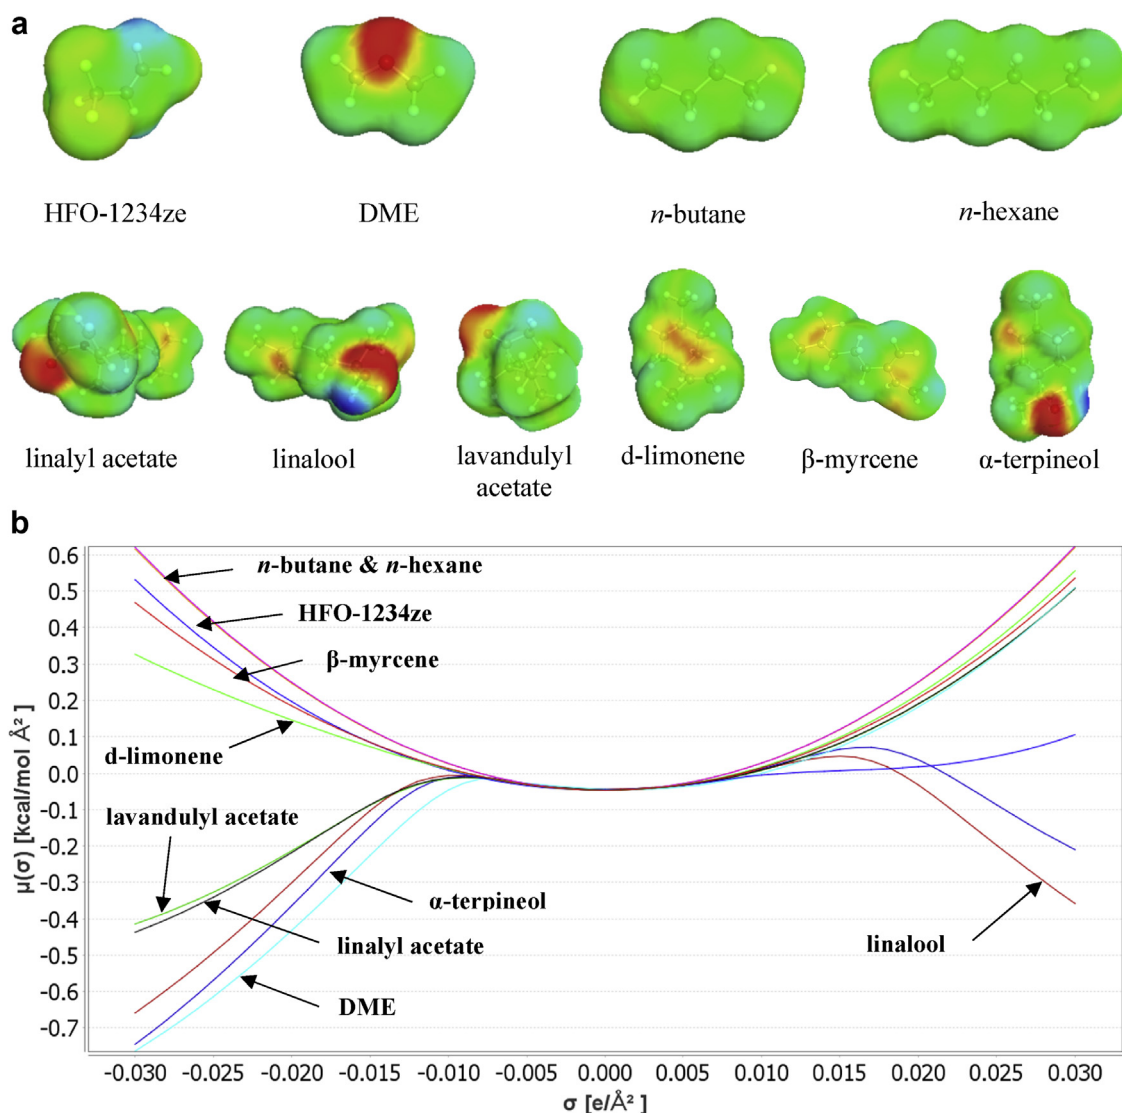 a
HFO-1234ze
DME
n-butane
n-hexane
linalyl acetate
linalool
lavandulyl
acetate
d-limonene
β-myrcene
α-terpineol
b
0.6
0.5
0.4
0.3
0.2
0.1
0.0
-0.1
-0.2
-0.3
-0.4
-0.5
-0.6
-0.7
μ(σ) [kcal/mol Å²]
n-butane & n-hexane
HFO-1234ze
β-myrcene
d-limonene
lavandulyl acetate
α-terpineol
linalyl acetate
linalool
DME
-0.030
-0.025
-0.020
-0.015
-0.010
-0.005
0.000
0.005
0.010
0.015
0.020
0.025
0.030
σ [e/Å² ]